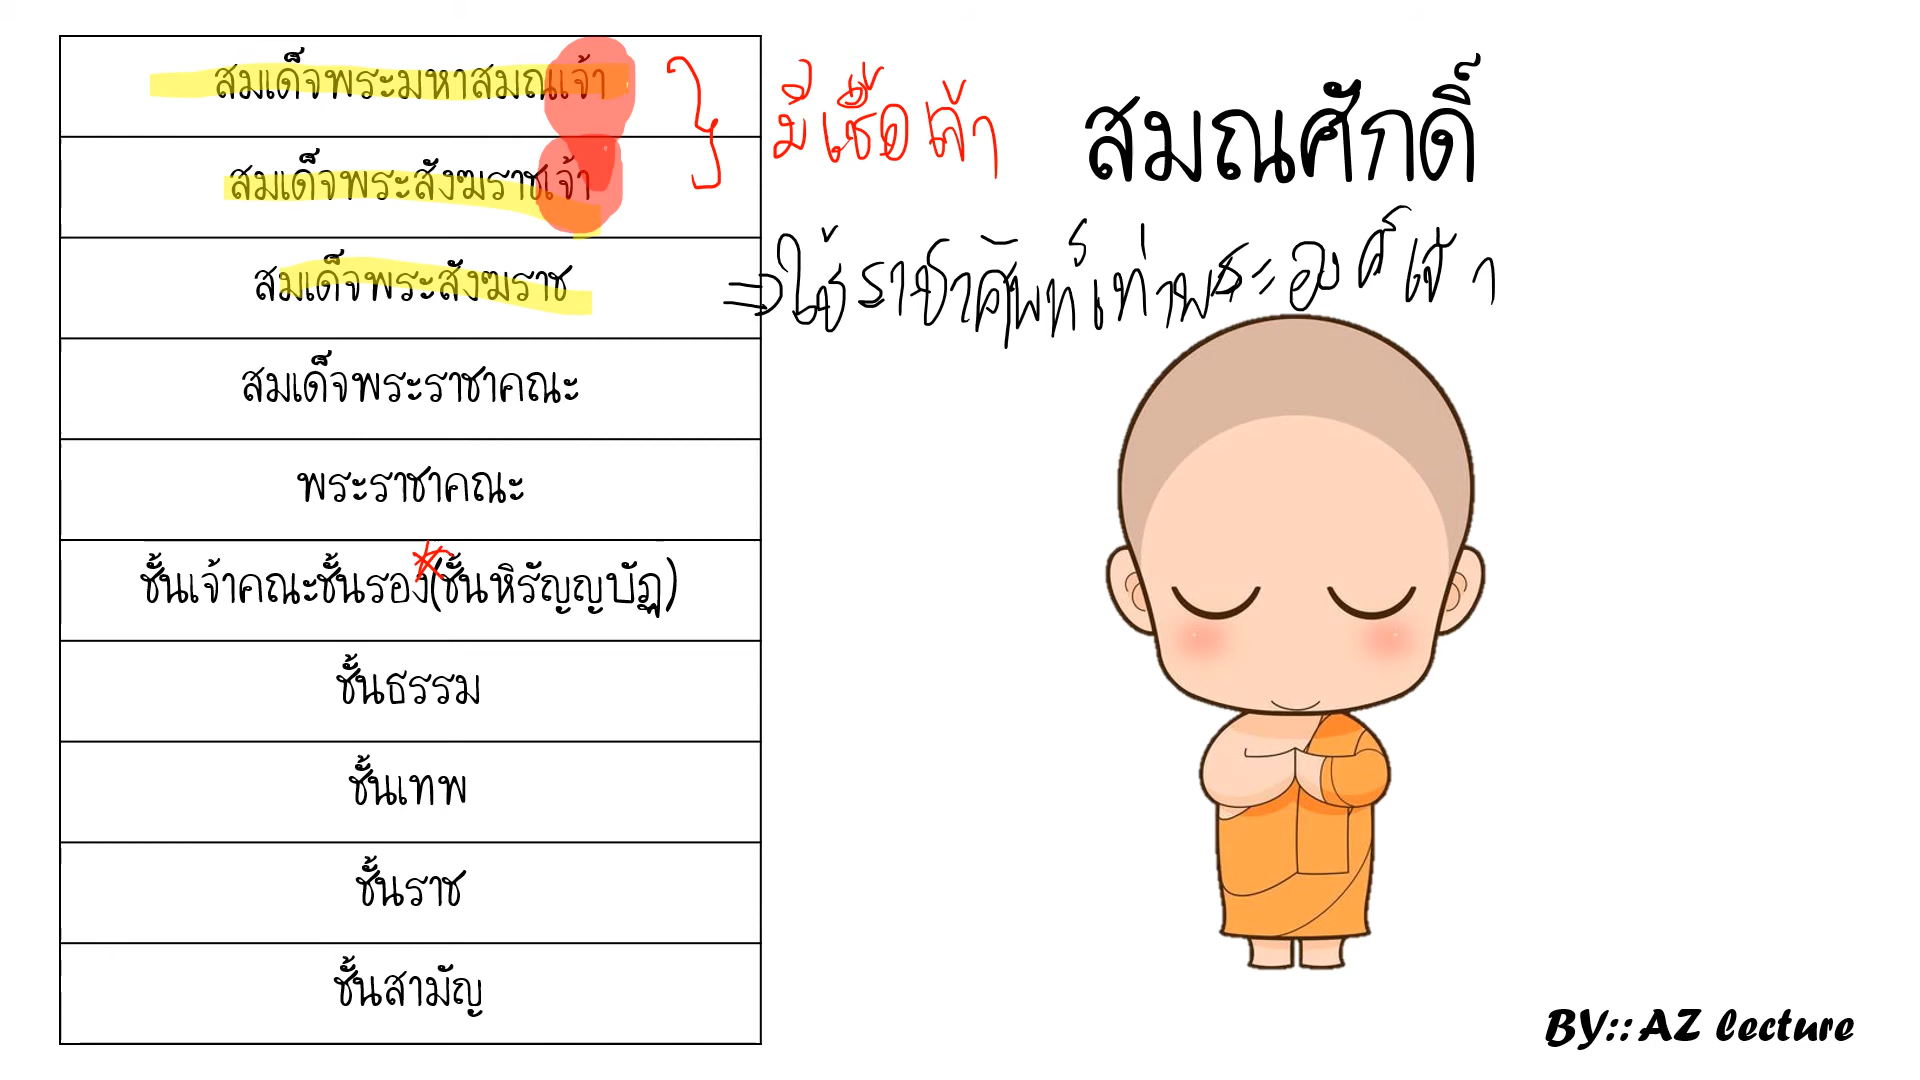 สมเด็จพระมหาสมณเจ้า
สมเด็จพระสังฆราชเจ้า
สมเด็จพระสังฆราช
สมเด็จพระราชาคณะ
พระราชาคณะ
ชั้นเจ้าคณะชั้นรอง(ชั้นหิรัญญบัฏ)
ชั้นธรรม
ชั้นเทพ
ชั้นราช
ชั้นสามัญ
มีเชื้อเจ้า
สมณศักดิ์
⇒ใช้ราชาศัพท์เท่าพระองค์เจ้า
BY:: AZ lecture